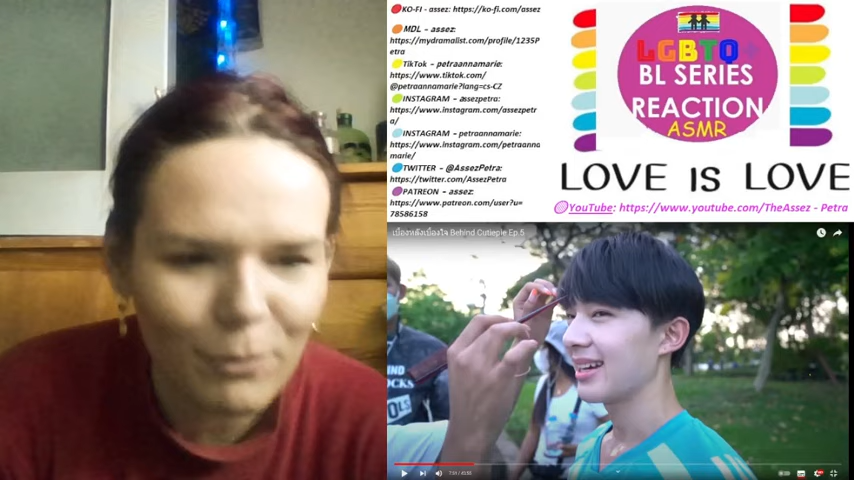 KO-FI - assez: https://ko-fi.com/assez
MDL - assez:
https://mydramalist.com/profile/1235P
etra
TikTok - petraannamarie:
https://www.tiktok.com/
@petraannamarie?lang=cs-CZ
INSTAGRAM - assezpetra:
https://www.instagram.com/assezpetr
a/
INSTAGRAM - petraannamarie:
https://www.instagram.com/petraanna
marie/
TWITTER - @AssezPetra:
https://twitter.com/AssezPetra
PATREON - assez:
https://www.patreon.com/user?u=
78586158
LGBTQ+
BL SERIES
REACTION
ASMR
LOVE IS LOVE
YouTube: https://www.youtube.com/TheAssez - Petra
เบื้องหลังเบื้องใจ Behind Cutiepie Ep.5